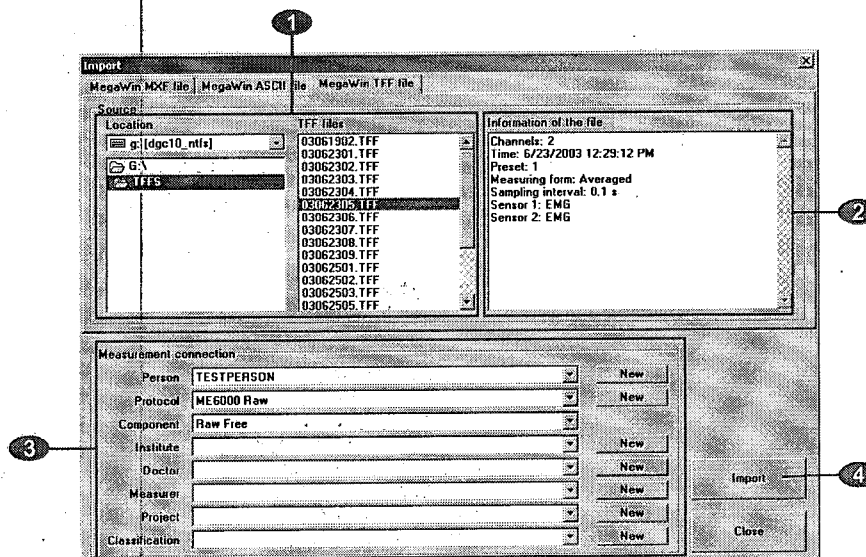 1
Import
MegaWin MXF file MegaWin ASCII file MegaWin TFF file
Source
Location
g: [dgc10_ntfs]
G:\
TFFS
TFF files
03061902.TFF
03062301.TFF
03062302.TFF
03062303.TFF
03062304.TFF
03062305.TFF
03062306.TFF
03062307.TFF
03062308.TFF
03062309.TFF
03062501.TFF
03062502.TFF
03062503.TFF
03062505.TFF
Information of the file
Channels: 2
Time: 6/23/2003 12:29:12 PM
Preset: 1
Measuring form: Averaged
Sampling interval: 0.1 s
Sensor 1: EMG
Sensor 2: EMG
2
Measurement connection
Person TESTPERSON New
Protocol ME6000 Raw New
Component Raw Free
Institute New
Doctor New
Measurer New
Project New
Classification New
3
Import
4
Close